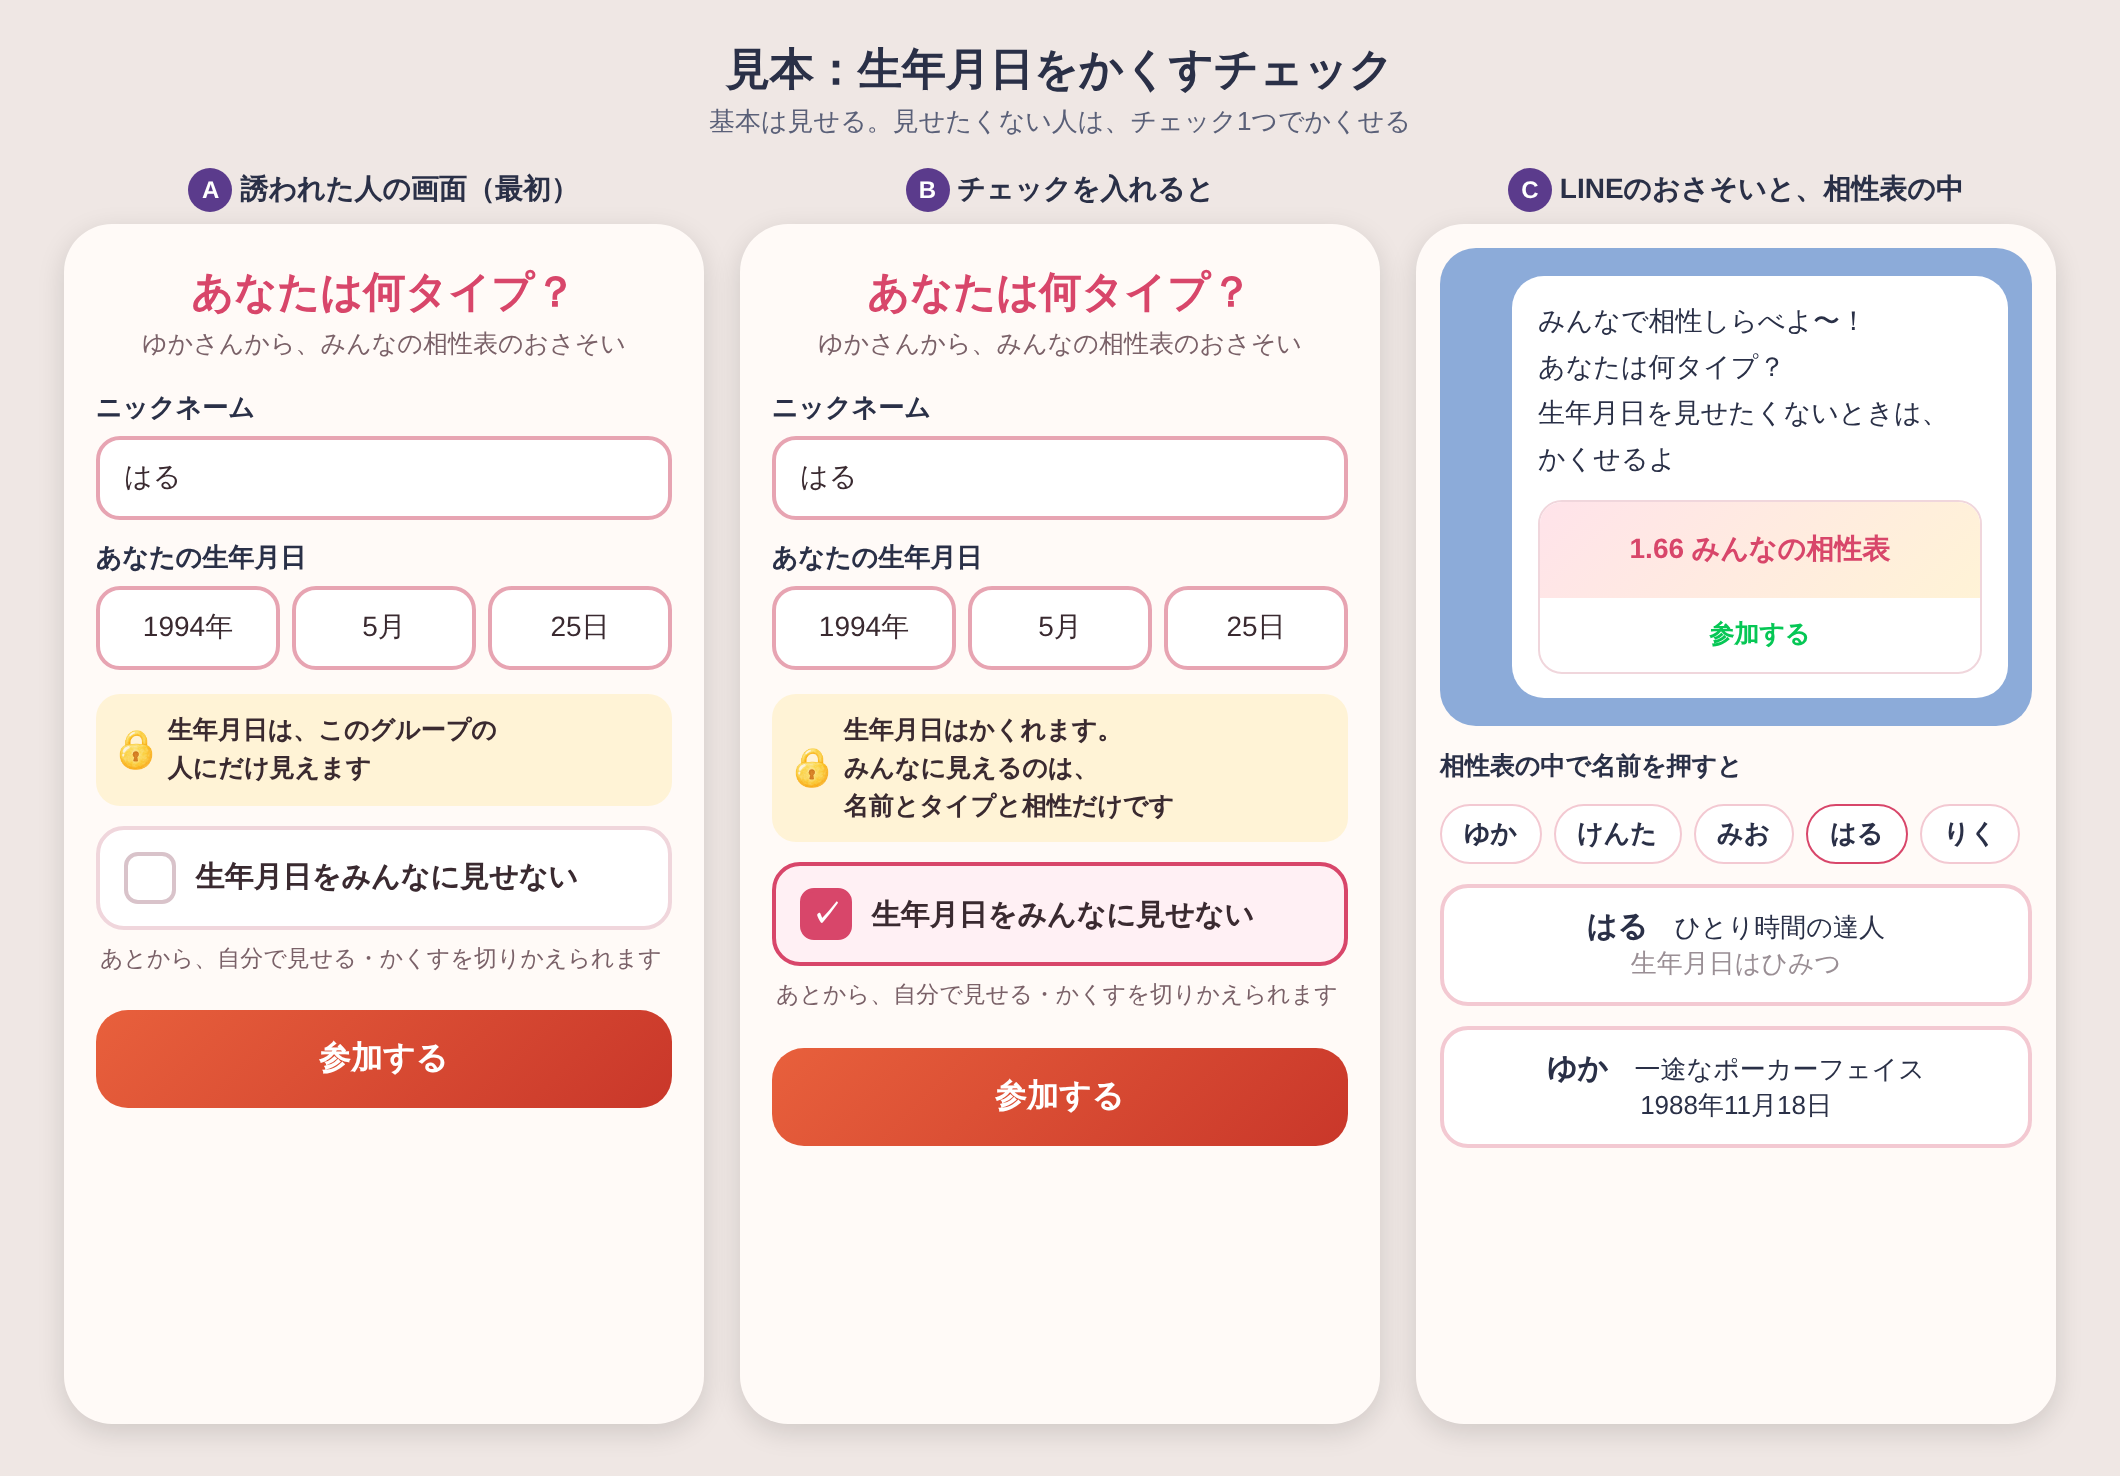 見本：生年月日をかくすチェック
基本は見せる。見せたくない人は、チェック1つでかくせる
A 誘われた人の画面（最初）
あなたは何タイプ？
ゆかさんから、みんなの相性表のおさそい
ニックネーム
はる
あなたの生年月日
1994年 5月 25日
生年月日は、このグループの
人にだけ見えます
生年月日をみんなに見せない
あとから、自分で見せる・かくすを切りかえられます
参加する
B チェックを入れると
あなたは何タイプ？
ゆかさんから、みんなの相性表のおさそい
ニックネーム
はる
あなたの生年月日
1994年 5月 25日
生年月日はかくれます。
みんなに見えるのは、
名前とタイプと相性だけです
生年月日をみんなに見せない
あとから、自分で見せる・かくすを切りかえられます
参加する
C LINEのおさそいと、相性表の中
みんなで相性しらべよ〜！
あなたは何タイプ？
生年月日を見せたくないときは、
かくせるよ
1.66 みんなの相性表
参加する
相性表の中で名前を押すと
ゆか けんた みお はる りく
はる ひとり時間の達人
生年月日はひみつ
ゆか 一途なポーカーフェイス
1988年11月18日